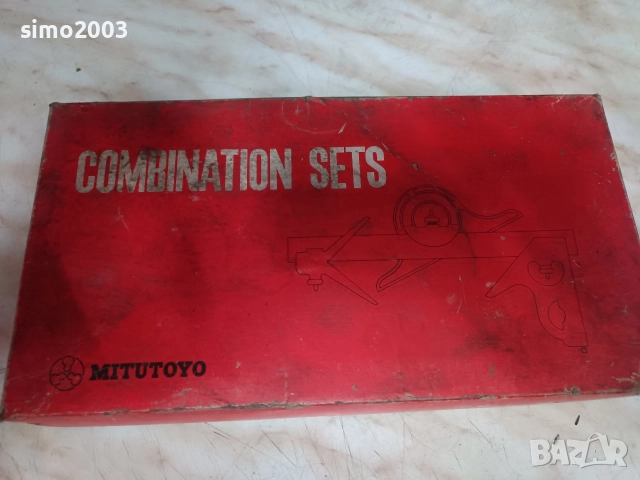 simo2003
COMBINATION SETS
MITUTOYO
BAZAR